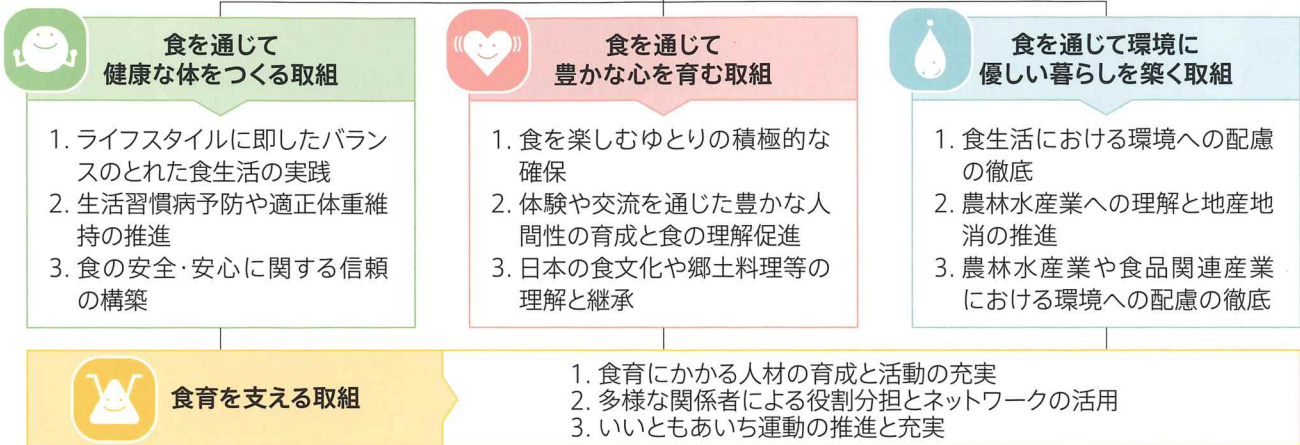 食を通じて
健康な体をつくる取組
1. ライフスタイルに即したバラン
スのとれた食生活の実践
2. 生活習慣病予防や適正体重維
持の推進
3. 食の安全・安心に関する信頼
の構築
食を通じて
豊かな心を育む取組
1. 食を楽しむゆとりの積極的な
確保
2. 体験や交流を通じた豊かな人
間性の育成と食の理解促進
3. 日本の食文化や郷土料理等の
理解と継承
食を通じて環境に
優しい暮らしを築く取組
1. 食生活における環境への配慮
の徹底
2. 農林水産業への理解と地産地
消の推進
3. 農林水産業や食品関連産業
における環境への配慮の徹底
食育を支える取組
1. 食育にかかる人材の育成と活動の充実
2. 多様な関係者による役割分担とネットワークの活用
3. いいともあいち運動の推進と充実